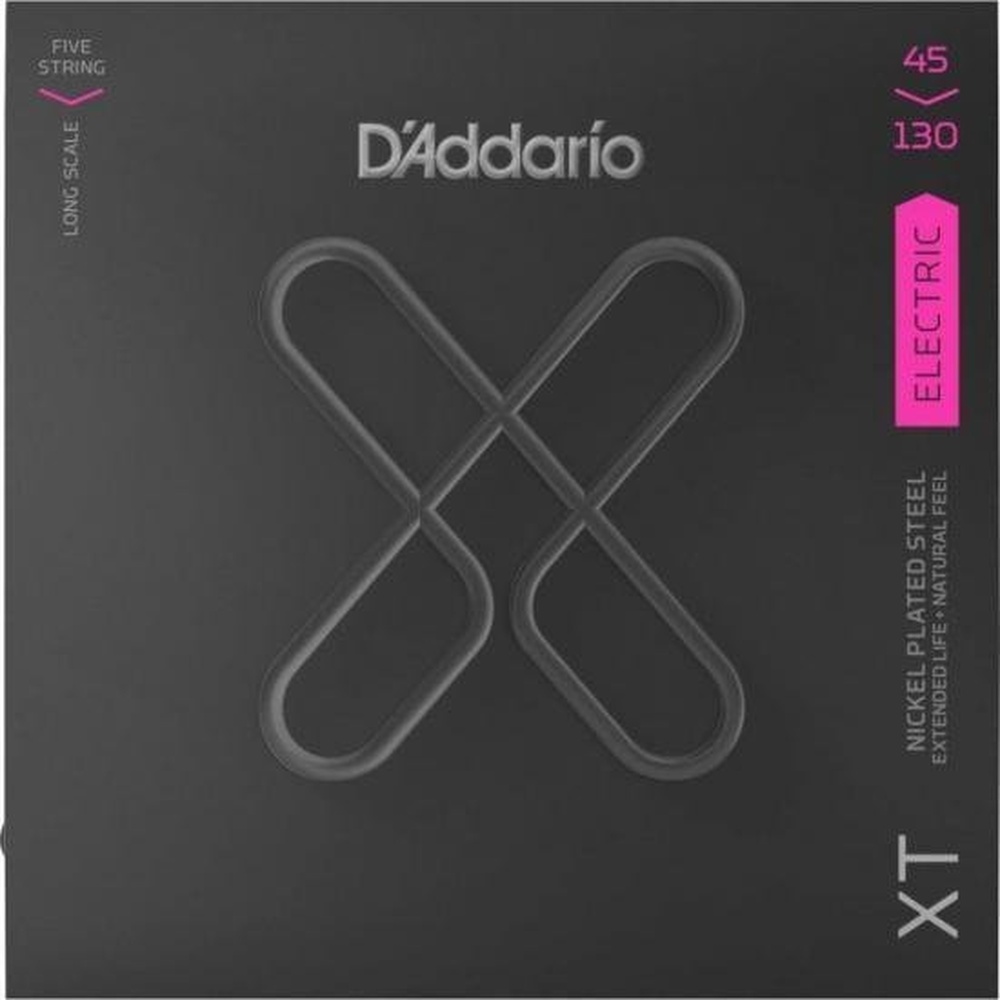 FIVE
STRING
LONG SCALE
D'Addario
45
130
ELECTRIC
NICKEL PLATED STEEL
EXTENDED LIFE • NATURAL FEEL
XT